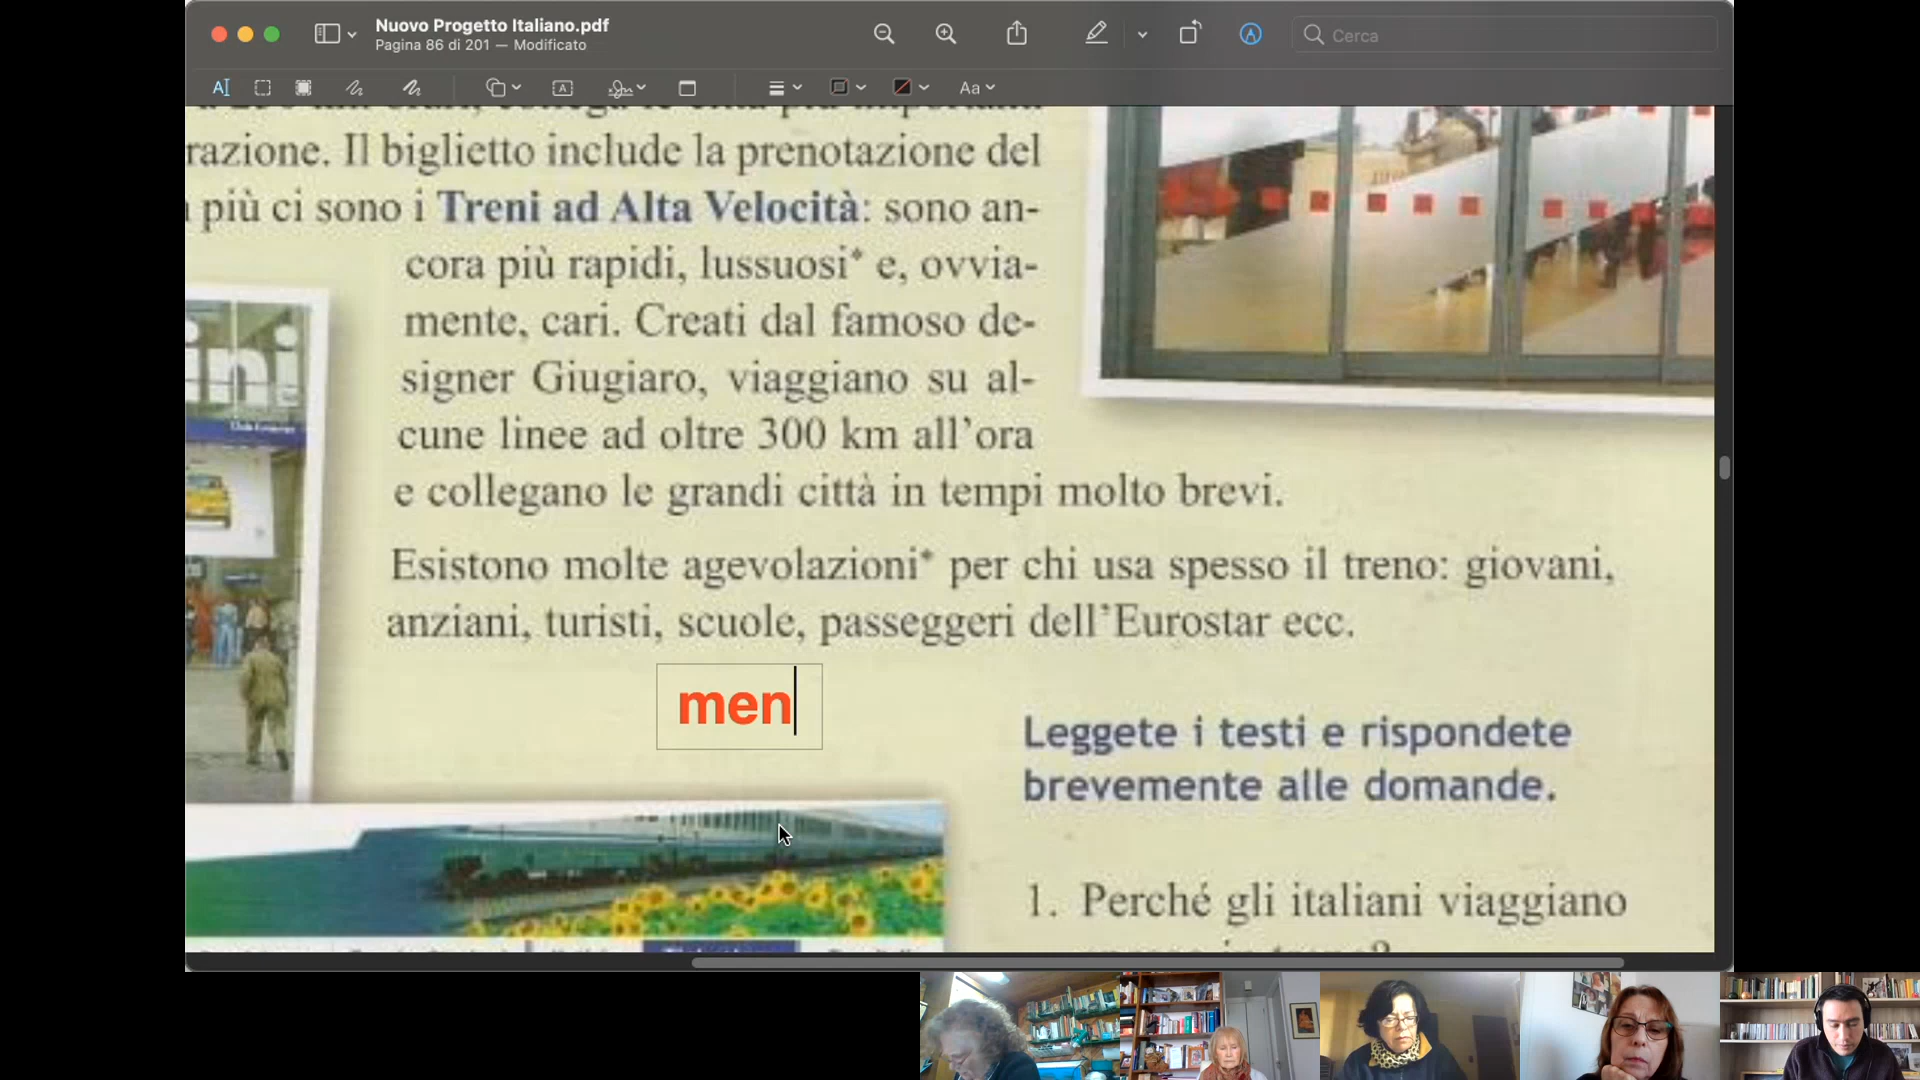 Nuovo Progetto Italiano.pdf
Pagina 86 di 201 — Modificato
Cerca
Aa
razione. Il biglietto include la prenotazione del
più ci sono i Treni ad Alta Velocità: sono an-
cora più rapidi, lussuosi* e, ovvia-
mente, cari. Creati dal famoso de-
signer Giugiaro, viaggiano su al-
cune linee ad oltre 300 km all'ora
e collegano le grandi città in tempi molto brevi.
Esistono molte agevolazioni* per chi usa spesso il treno: giovani,
anziani, turisti, scuole, passeggeri dell'Eurostar ecc.
men
Leggete i testi e rispondete
brevemente alle domande.
1. Perché gli italiani viaggiano